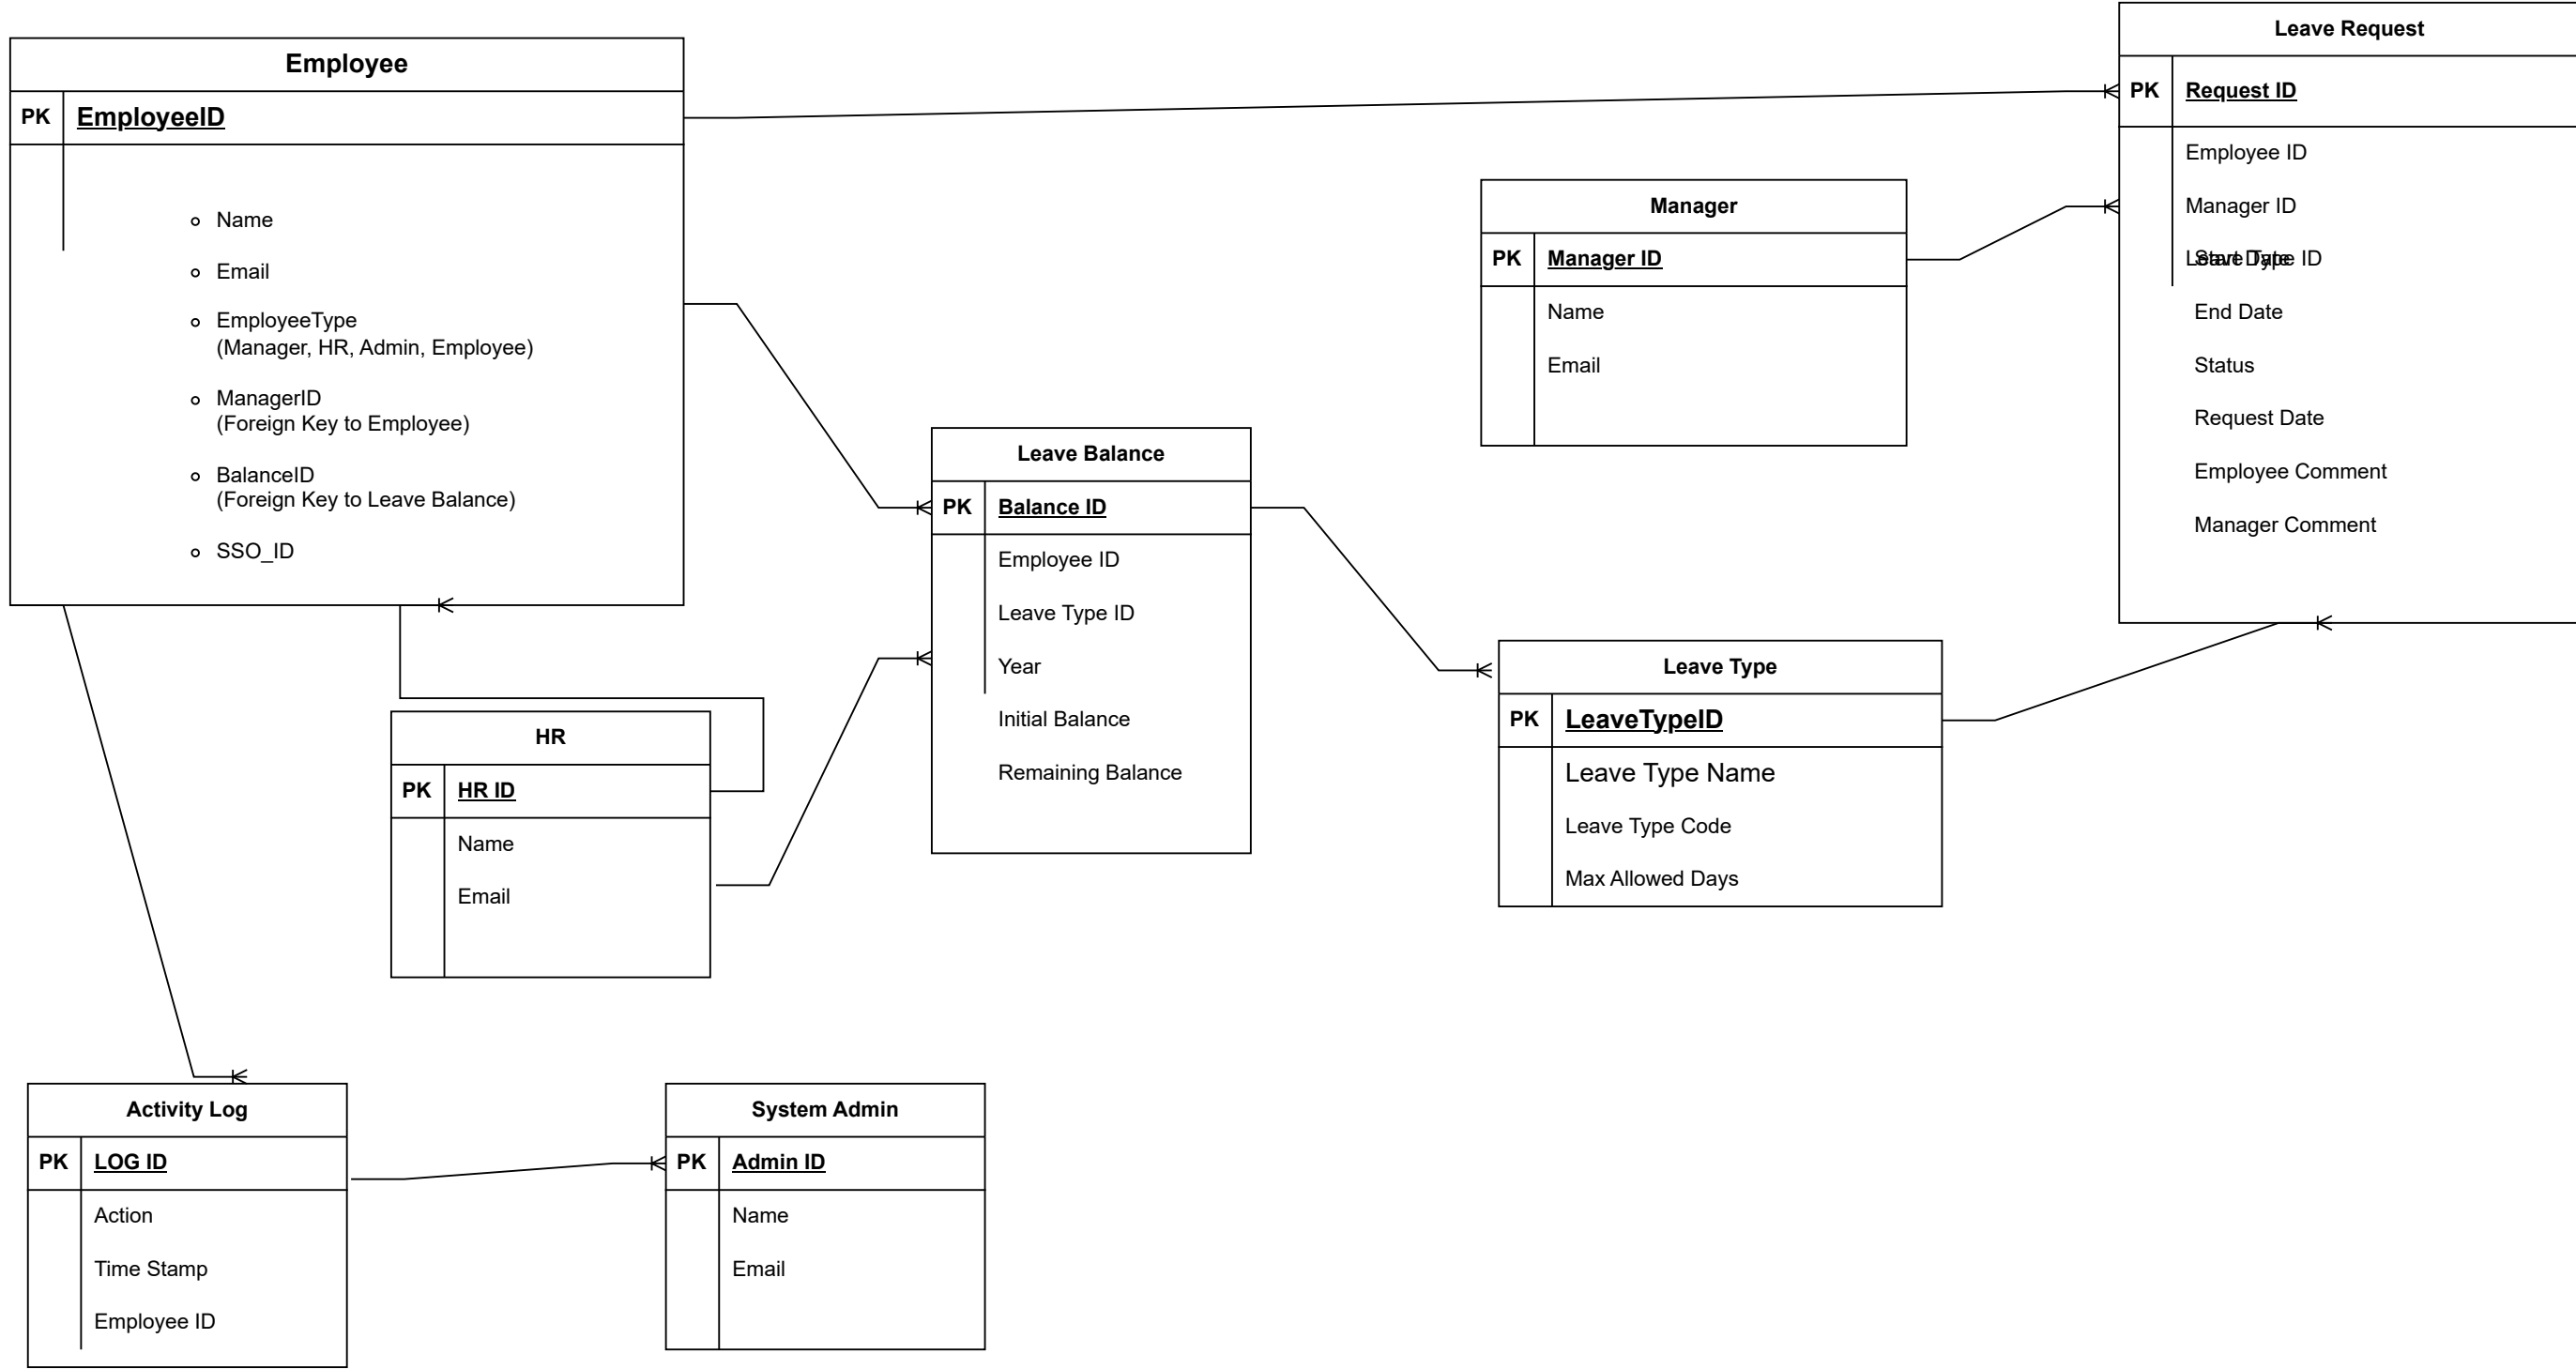 Employee
PK EmployeeID
Name
Email
EmployeeType
(Manager, HR, Admin, Employee)
ManagerID
(Foreign Key to Employee)
BalanceID
(Foreign Key to Leave Balance)
SSO_ID
Leave Request
PK Request ID
Employee ID
Manager ID
Leave Type ID
Start Date
End Date
Status
Request Date
Employee Comment
Manager Comment
Manager
PK Manager ID
Name
Email
Leave Balance
PK Balance ID
Employee ID
Leave Type ID
Year
Initial Balance
Remaining Balance
Leave Type
PK LeaveTypeID
Leave Type Name
Leave Type Code
Max Allowed Days
HR
PK HR ID
Name
Email
Activity Log
PK LOG ID
Action
Time Stamp
Employee ID
System Admin
PK Admin ID
Name
Email